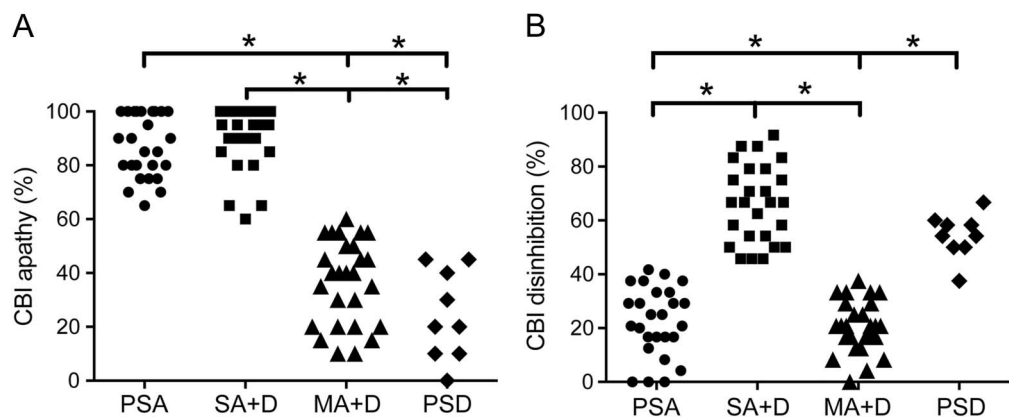 A
* *
* *
CBI apathy (%)
100
80
60
40
20
0
PSA SA+D MA+D PSD
B
* *
* *
CBI disinhibition (%)
100
80
60
40
20
0
PSA SA+D MA+D PSD